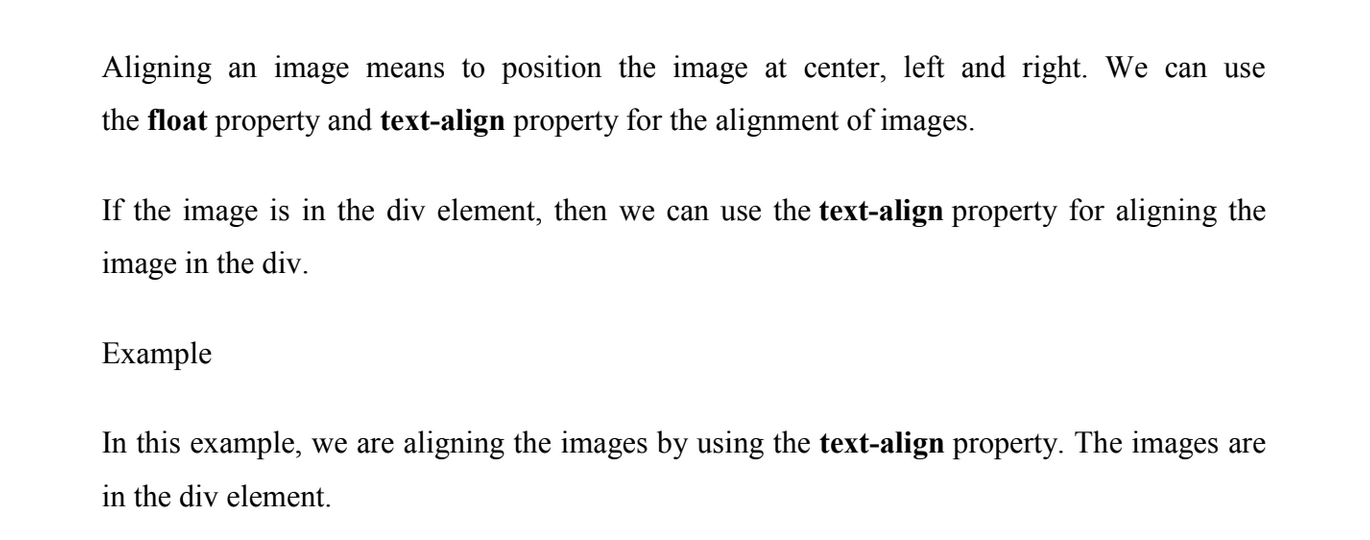 Aligning an image means to position the image at center, left and right. We can use
the float property and text-align property for the alignment of images.
If the image is in the div element, then we can use the text-align property for aligning the
image in the div.
Example
In this example, we are aligning the images by using the text-align property. The images are
in the div element.